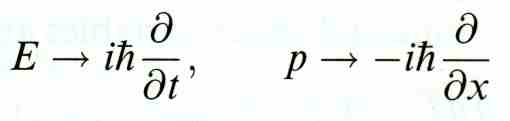 E → iħ ∂/∂t, p → −iħ ∂/∂x